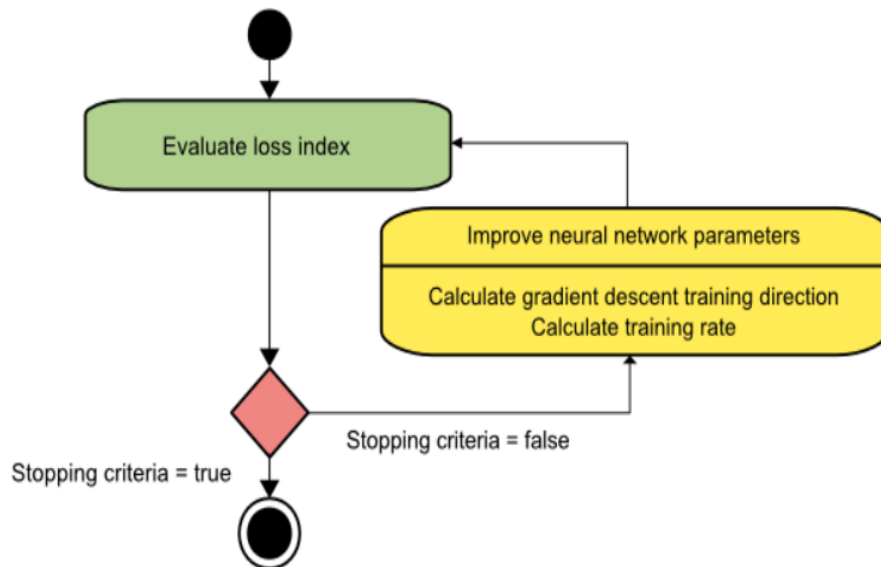 Evaluate loss index
Improve neural network parameters
Calculate gradient descent training direction
Calculate training rate
Stopping criteria = false
Stopping criteria = true